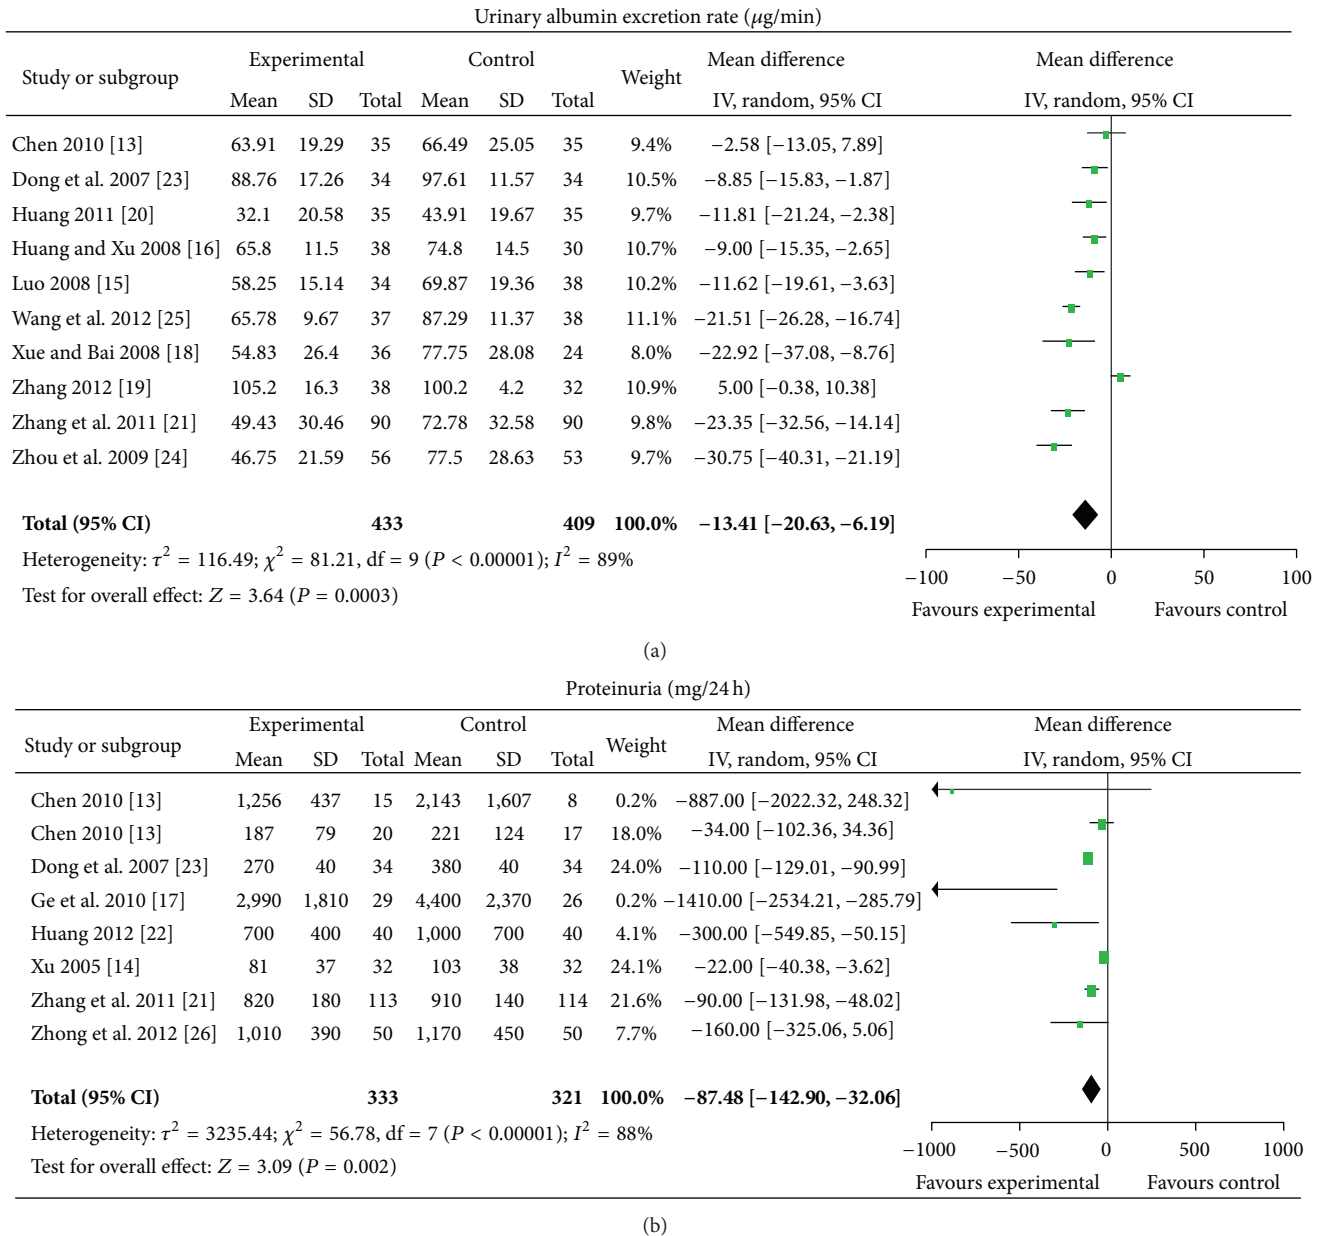 Urinary albumin excretion rate (μg/min)
Study or subgroup Experimental Control Weight Mean difference Mean difference
Mean SD Total Mean SD Total IV, random, 95% CI IV, random, 95% CI
Chen 2010 [13] 63.91 19.29 35 66.49 25.05 35 9.4% −2.58 [−13.05, 7.89]
Dong et al. 2007 [23] 88.76 17.26 34 97.61 11.57 34 10.5% −8.85 [−15.83, −1.87]
Huang 2011 [20] 32.1 20.58 35 43.91 19.67 35 9.7% −11.81 [−21.24, −2.38]
Huang and Xu 2008 [16] 65.8 11.5 38 74.8 14.5 30 10.7% −9.00 [−15.35, −2.65]
Luo 2008 [15] 58.25 15.14 34 69.87 19.36 38 10.2% −11.62 [−19.61, −3.63]
Wang et al. 2012 [25] 65.78 9.67 37 87.29 11.37 38 11.1% −21.51 [−26.28, −16.74]
Xue and Bai 2008 [18] 54.83 26.4 36 77.75 28.08 24 8.0% −22.92 [−37.08, −8.76]
Zhang 2012 [19] 105.2 16.3 38 100.2 4.2 32 10.9% 5.00 [−0.38, 10.38]
Zhang et al. 2011 [21] 49.43 30.46 90 72.78 32.58 90 9.8% −23.35 [−32.56, −14.14]
Zhou et al. 2009 [24] 46.75 21.59 56 77.5 28.63 53 9.7% −30.75 [−40.31, −21.19]
Total (95% CI) 433 409 100.0% −13.41 [−20.63, −6.19]
Heterogeneity: τ² = 116.49; χ² = 81.21, df = 9 (P < 0.00001); I² = 89%
Test for overall effect: Z = 3.64 (P = 0.0003)
−100 −50 0 50 100
Favours experimental Favours control
(a)
Proteinuria (mg/24 h)
Study or subgroup Experimental Control Weight Mean difference Mean difference
Mean SD Total Mean SD Total IV, random, 95% CI IV, random, 95% CI
Chen 2010 [13] 1,256 437 15 2,143 1,607 8 0.2% −887.00 [−2022.32, 248.32]
Chen 2010 [13] 187 79 20 221 124 17 18.0% −34.00 [−102.36, 34.36]
Dong et al. 2007 [23] 270 40 34 380 40 34 24.0% −110.00 [−129.01, −90.99]
Ge et al. 2010 [17] 2,990 1,810 29 4,400 2,370 26 0.2% −1410.00 [−2534.21, −285.79]
Huang 2012 [22] 700 400 40 1,000 700 40 4.1% −300.00 [−549.85, −50.15]
Xu 2005 [14] 81 37 32 103 38 32 24.1% −22.00 [−40.38, −3.62]
Zhang et al. 2011 [21] 820 180 113 910 140 114 21.6% −90.00 [−131.98, −48.02]
Zhong et al. 2012 [26] 1,010 390 50 1,170 450 50 7.7% −160.00 [−325.06, 5.06]
Total (95% CI) 333 321 100.0% −87.48 [−142.90, −32.06]
Heterogeneity: τ² = 3235.44; χ² = 56.78, df = 7 (P < 0.00001); I² = 88%
Test for overall effect: Z = 3.09 (P = 0.002)
−1000 −500 0 500 1000
Favours experimental Favours control
(b)